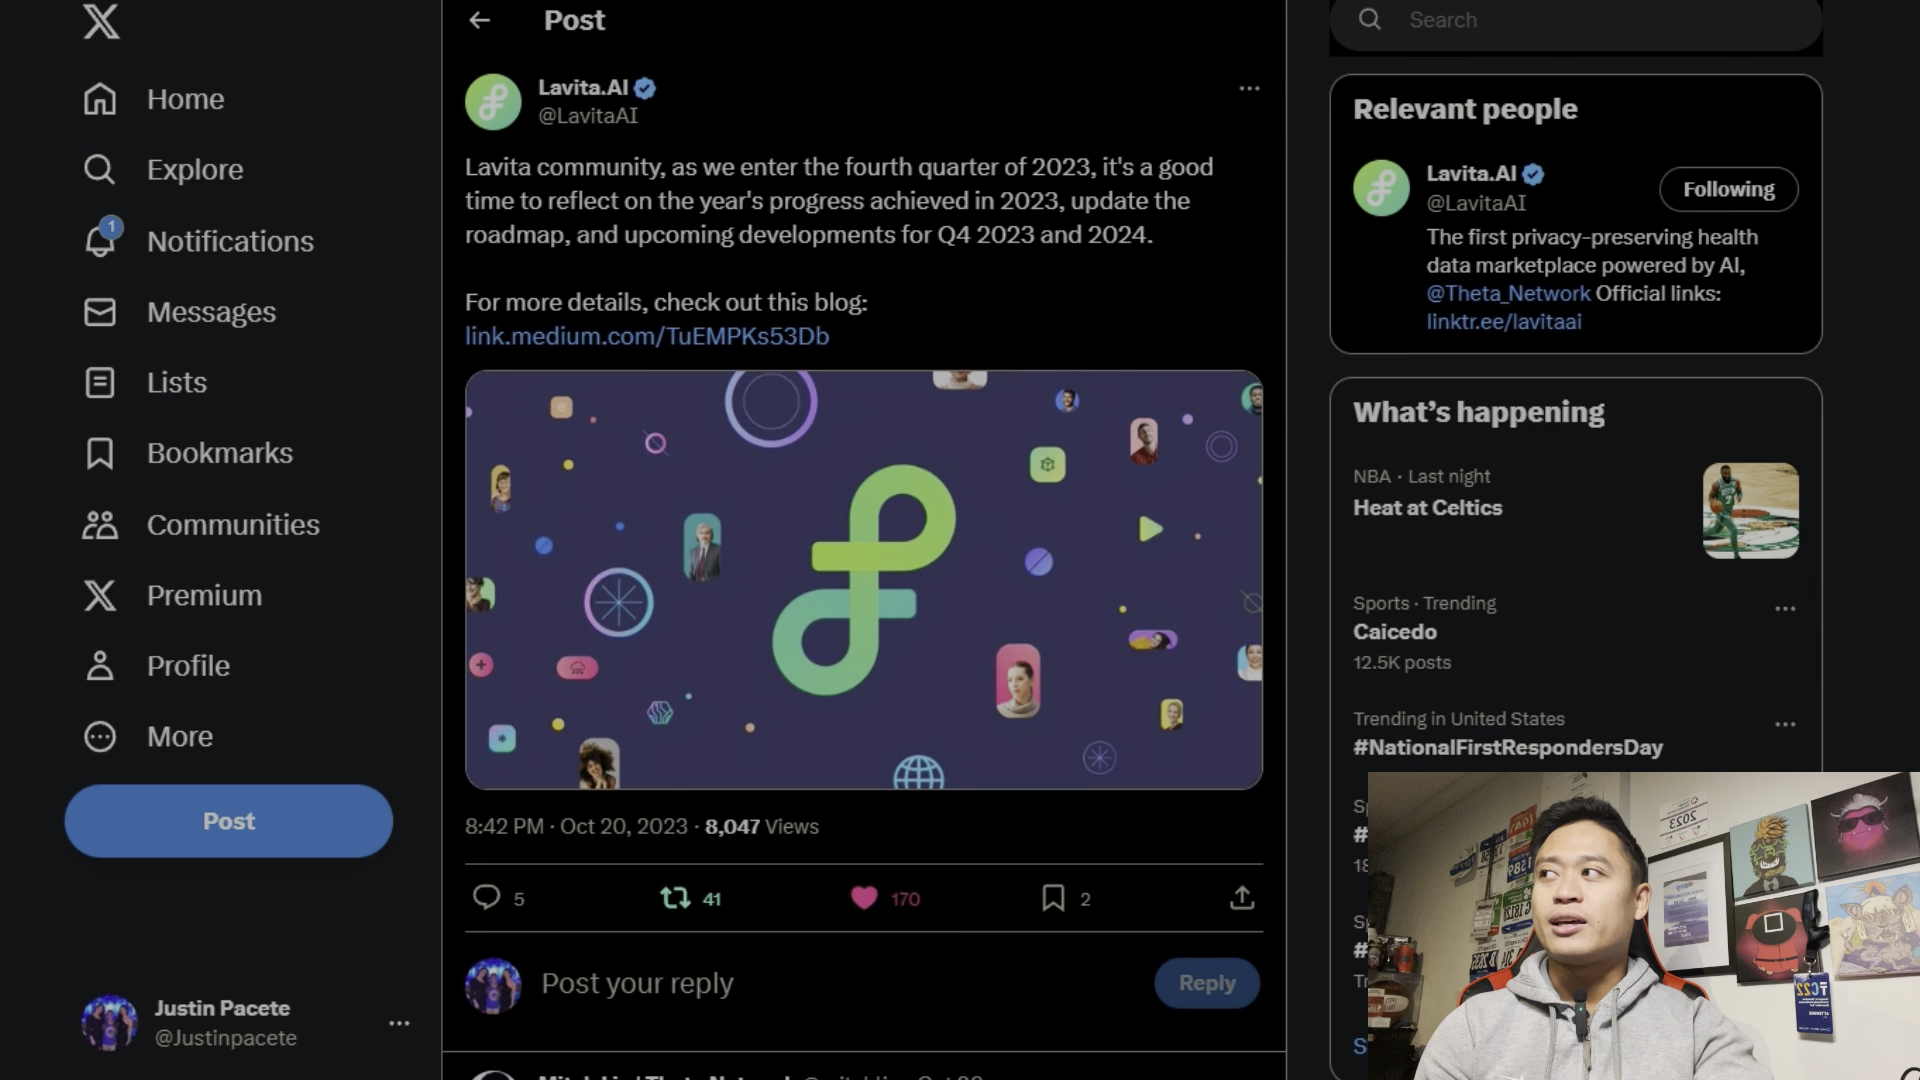 Home
Explore
1
Notifications
Messages
Lists
Bookmarks
Communities
Premium
Profile
More
Post
Justin Pacete
@Justinpacete
Post
Lavita.AI
@LavitaAI
Lavita community, as we enter the fourth quarter of 2023, it's a good
time to reflect on the year's progress achieved in 2023, update the
roadmap, and upcoming developments for Q4 2023 and 2024.
For more details, check out this blog:
link.medium.com/TuEMPKs53Db
8:42 PM · Oct 20, 2023 · 8,047 Views
5
41
170
2
Post your reply
Reply
Search
Relevant people
Lavita.AI
@LavitaAI
Following
The first privacy-preserving health
data marketplace powered by AI,
@Theta_Network Official links:
linktr.ee/lavitaai
What's happening
NBA · Last night
Heat at Celtics
Sports · Trending
Caicedo
12.5K posts
Trending in United States
#NationalFirstRespondersDay
2023
TC22